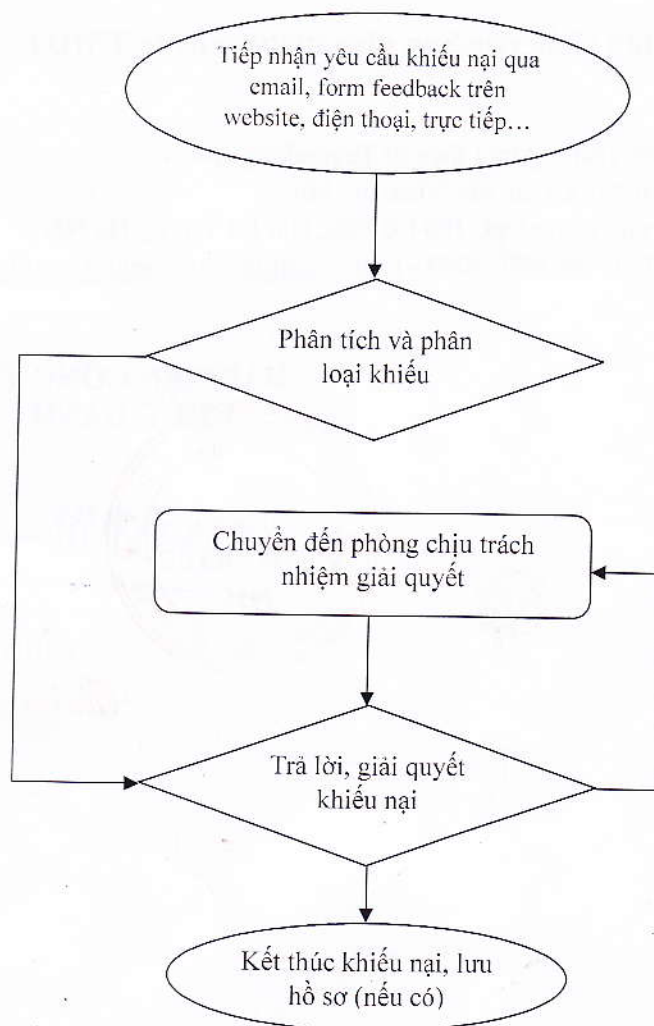 Tiếp nhận yêu cầu khiếu nại qua
email, form feedback trên
website, điện thoại, trực tiếp…
Phân tích và phân
loại khiếu
Chuyển đến phòng chịu trách
nhiệm giải quyết
Trả lời, giải quyết
khiếu nại
Kết thúc khiếu nại, lưu
hồ sơ (nếu có)